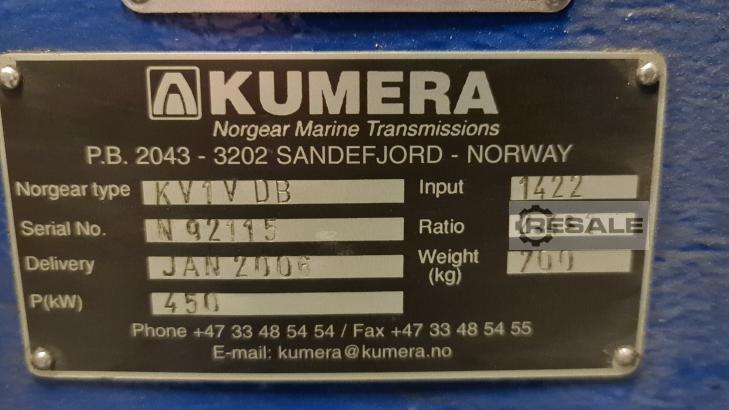 KUMERA
Norgear Marine Transmissions
P.B. 2043 - 3202 SANDEFJORD - NORWAY
Norgear type KV1V DB Input 1422
Serial No. N 92115 Ratio
RESALE
Delivery JAN 2006 Weight (kg) 900
P(kW) 450
Phone +47 33 48 54 54 / Fax +47 33 48 54 55
E-mail: kumera@kumera.no